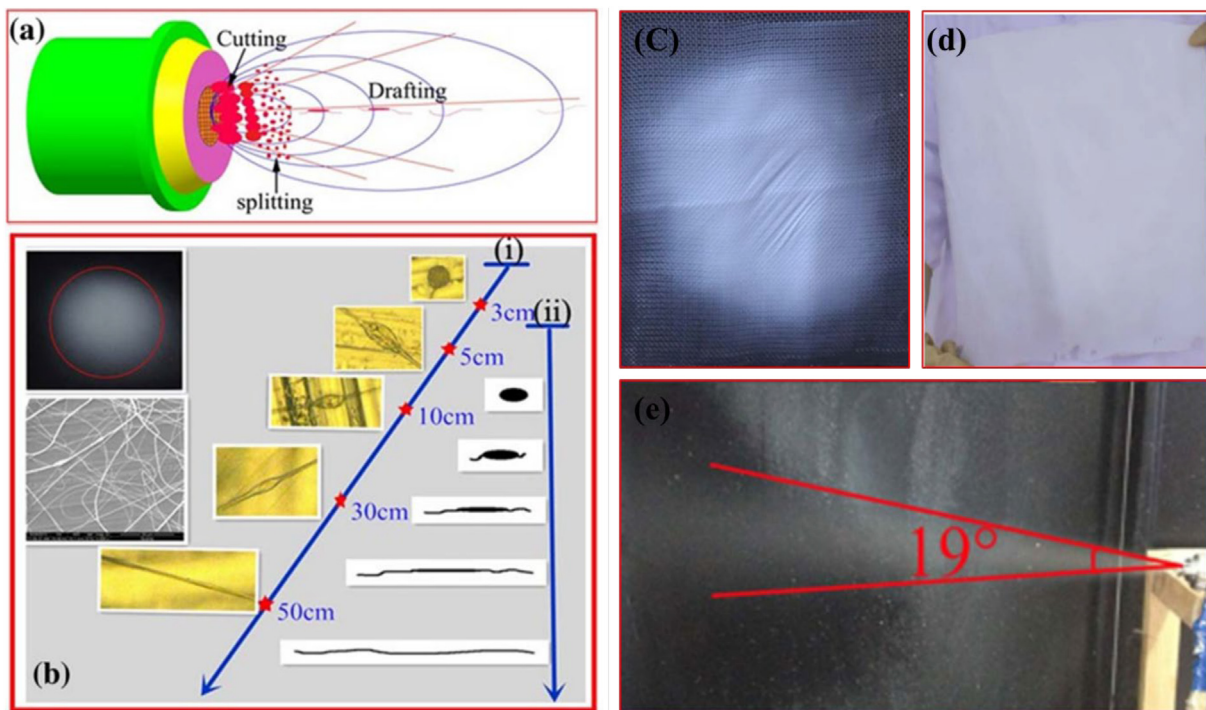 (a)
Cutting
Drafting
splitting
(b)
(i)
3cm
(ii)
5cm
10cm
30cm
50cm
(C)
(d)
(e)
19°